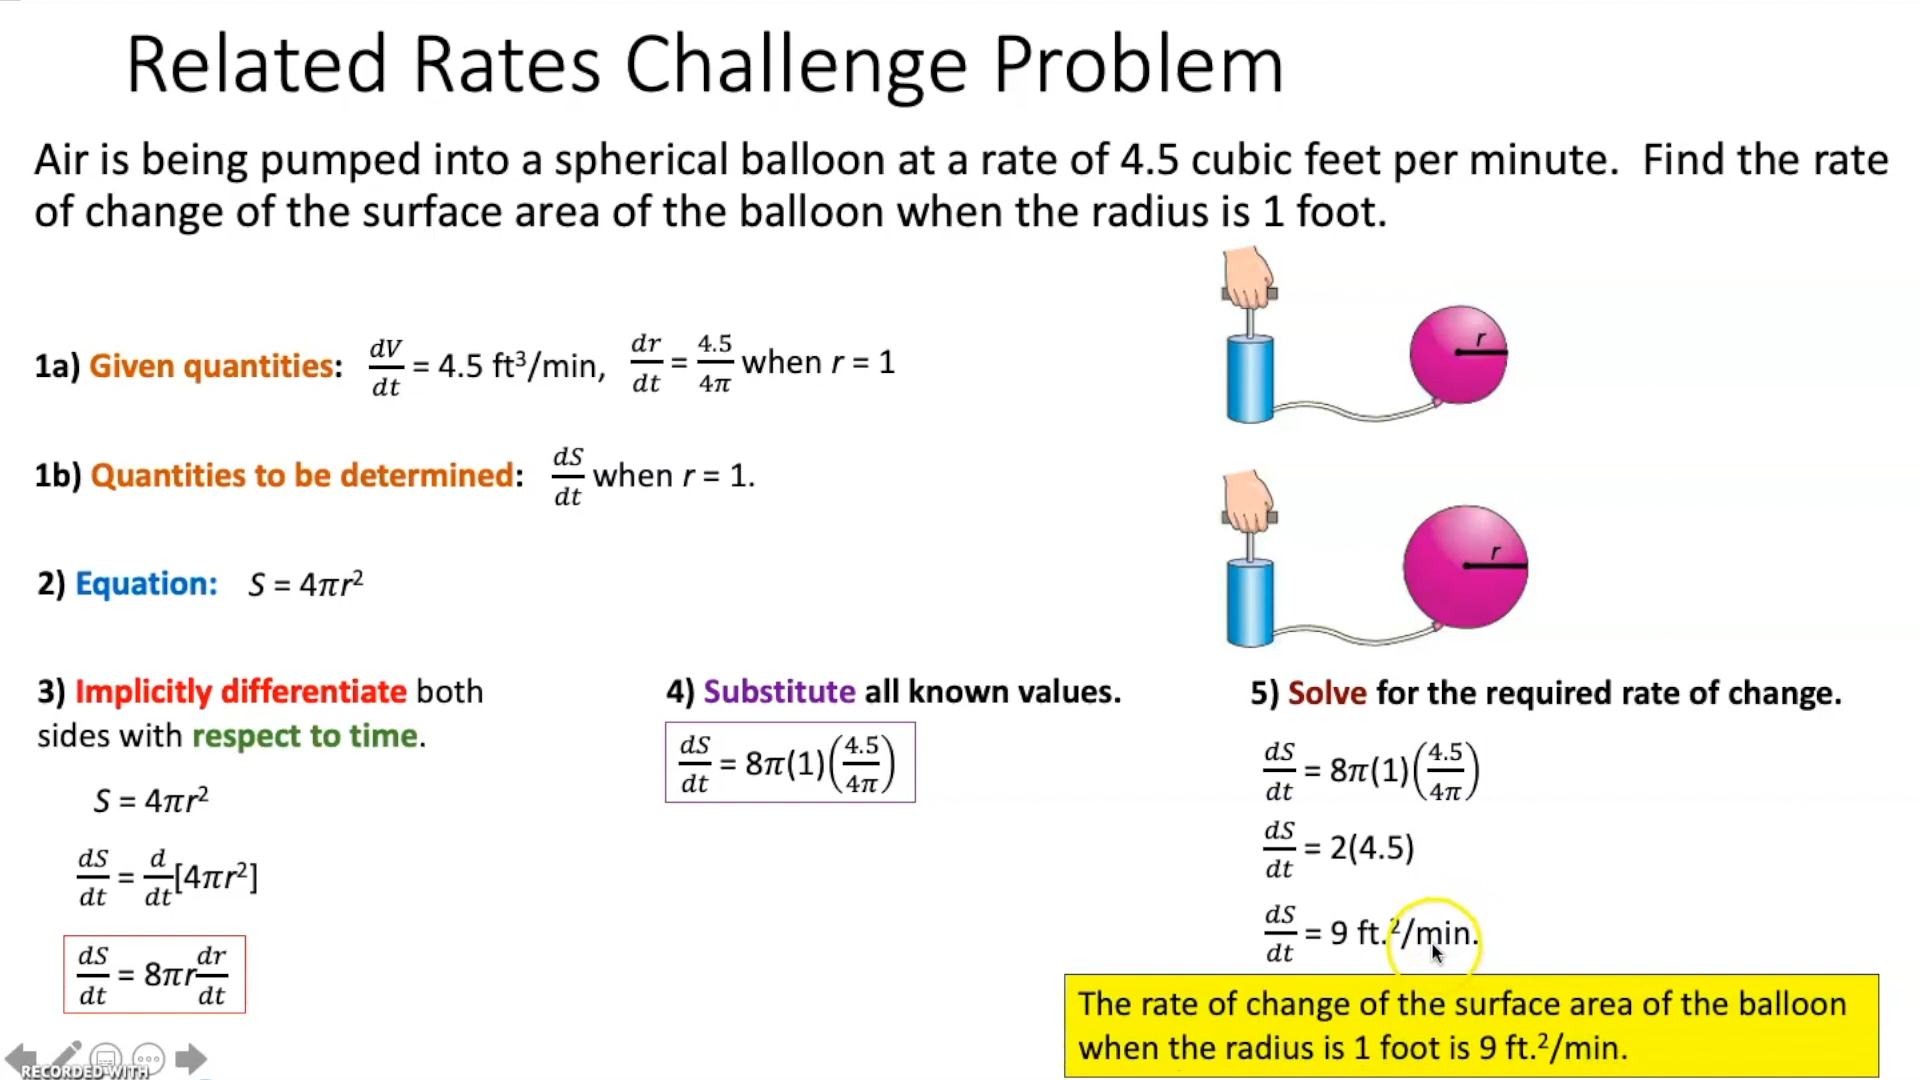 Related Rates Challenge Problem
Air is being pumped into a spherical balloon at a rate of 4.5 cubic feet per minute. Find the rate
of change of the surface area of the balloon when the radius is 1 foot.
1a) Given quantities: dV/dt = 4.5 ft³/min, dr/dt = 4.5/4π when r = 1
1b) Quantities to be determined: dS/dt when r = 1.
2) Equation: S = 4πr²
r
r
3) Implicitly differentiate both
sides with respect to time.
S = 4πr²
dS/dt = d/dt[4πr²]
dS/dt = 8πr dr/dt
4) Substitute all known values.
dS/dt = 8π(1)(4.5/4π)
5) Solve for the required rate of change.
dS/dt = 8π(1)(4.5/4π)
dS/dt = 2(4.5)
dS/dt = 9 ft.²/min.
The rate of change of the surface area of the balloon
when the radius is 1 foot is 9 ft.²/min.
RECORDED WITH